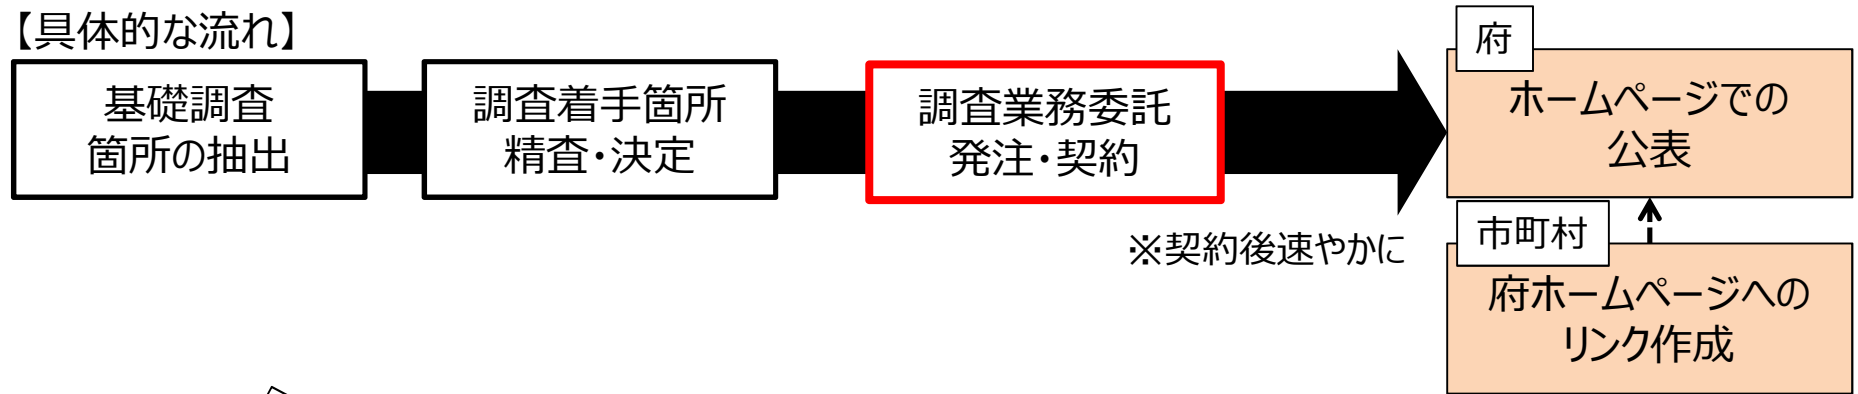 【具体的な流れ】
基礎調査
箇所の抽出
調査着手箇所
精査・決定
調査業務委託
発注・契約
※契約後速やかに
府
ホームページでの
公表
市町村
府ホームページへの
リンク作成